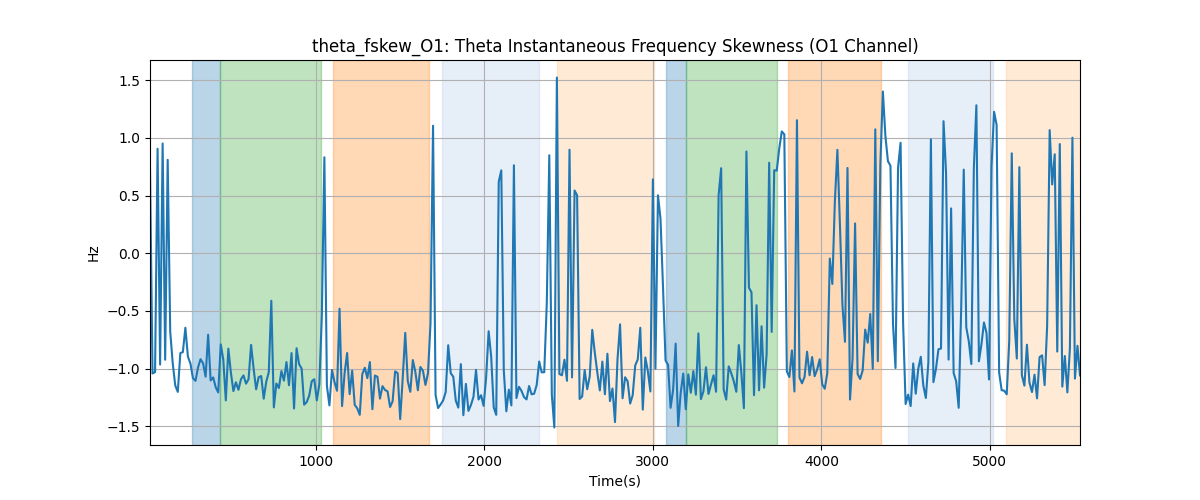 theta_fskew_O1: Theta Instantaneous Frequency Skewness (O1 Channel)
1.5
1.0
0.5
0.0
−0.5
−1.0
−1.5
Hz
1000 2000 3000 4000 5000
Time(s)